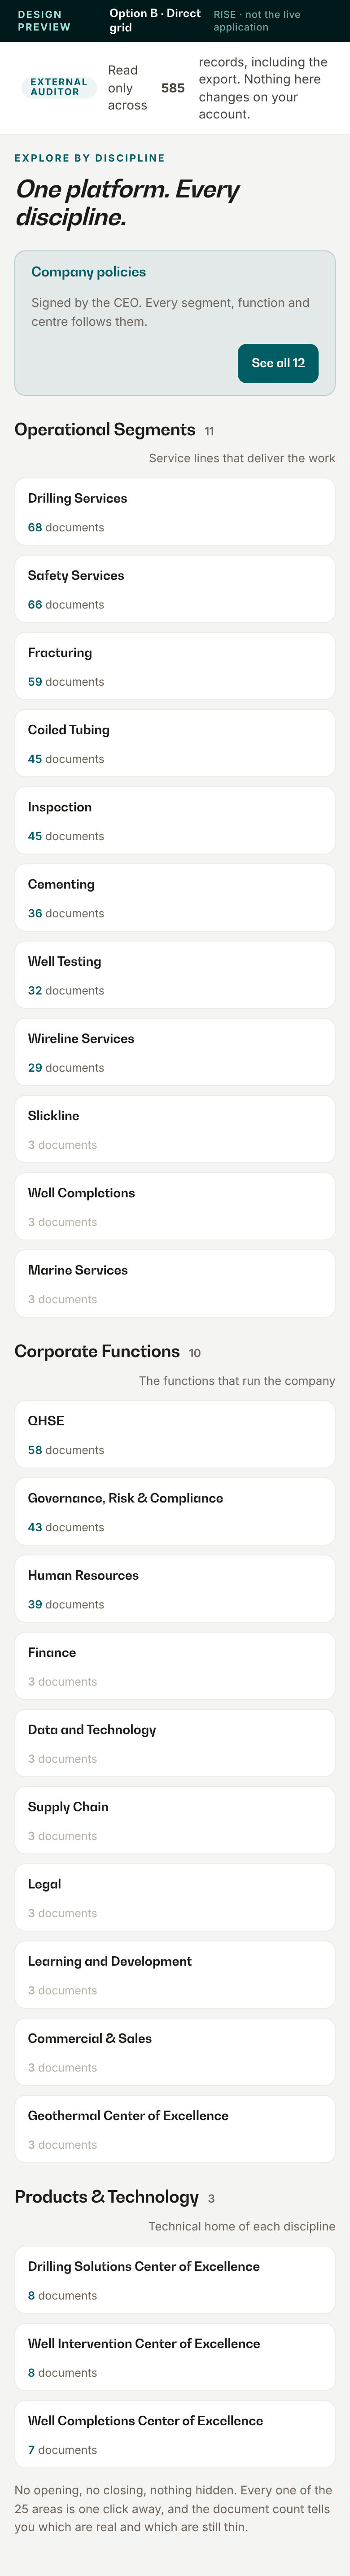 DESIGN PREVIEW
Option B · Direct grid
RISE · not the live application
EXTERNAL AUDITOR
Read only across
585
records, including the export. Nothing here changes on your account.
EXPLORE BY DISCIPLINE
One platform. Every
discipline.
Company policies
Signed by the CEO. Every segment, function and
centre follows them.
See all 12
Operational Segments 11
Service lines that deliver the work
Drilling Services
68 documents
Safety Services
66 documents
Fracturing
59 documents
Coiled Tubing
45 documents
Inspection
45 documents
Cementing
36 documents
Well Testing
32 documents
Wireline Services
29 documents
Slickline
3 documents
Well Completions
3 documents
Marine Services
3 documents
Corporate Functions 10
The functions that run the company
QHSE
58 documents
Governance, Risk & Compliance
43 documents
Human Resources
39 documents
Finance
3 documents
Data and Technology
3 documents
Supply Chain
3 documents
Legal
3 documents
Learning and Development
3 documents
Commercial & Sales
3 documents
Geothermal Center of Excellence
3 documents
Products & Technology 3
Technical home of each discipline
Drilling Solutions Center of Excellence
8 documents
Well Intervention Center of Excellence
8 documents
Well Completions Center of Excellence
7 documents
No opening, no closing, nothing hidden. Every one of the
25 areas is one click away, and the document count tells
you which are real and which are still thin.